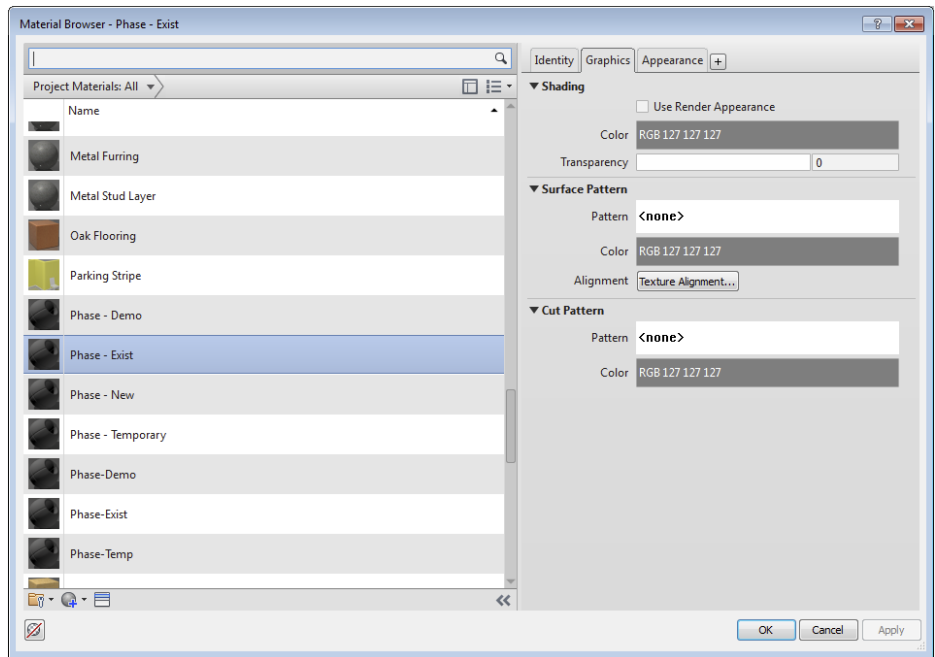 Material Browser - Phase - Exist
Project Materials: All
Name
Metal Furring
Metal Stud Layer
Oak Flooring
Parking Stripe
Phase - Demo
Phase - Exist
Phase - New
Phase - Temporary
Phase-Demo
Phase-Exist
Phase-Temp
Identity Graphics Appearance +
Shading
Use Render Appearance
Color RGB 127 127 127
Transparency 0
Surface Pattern
Pattern <none>
Color RGB 127 127 127
Alignment Texture Alignment...
Cut Pattern
Pattern <none>
Color RGB 127 127 127
OK Cancel Apply